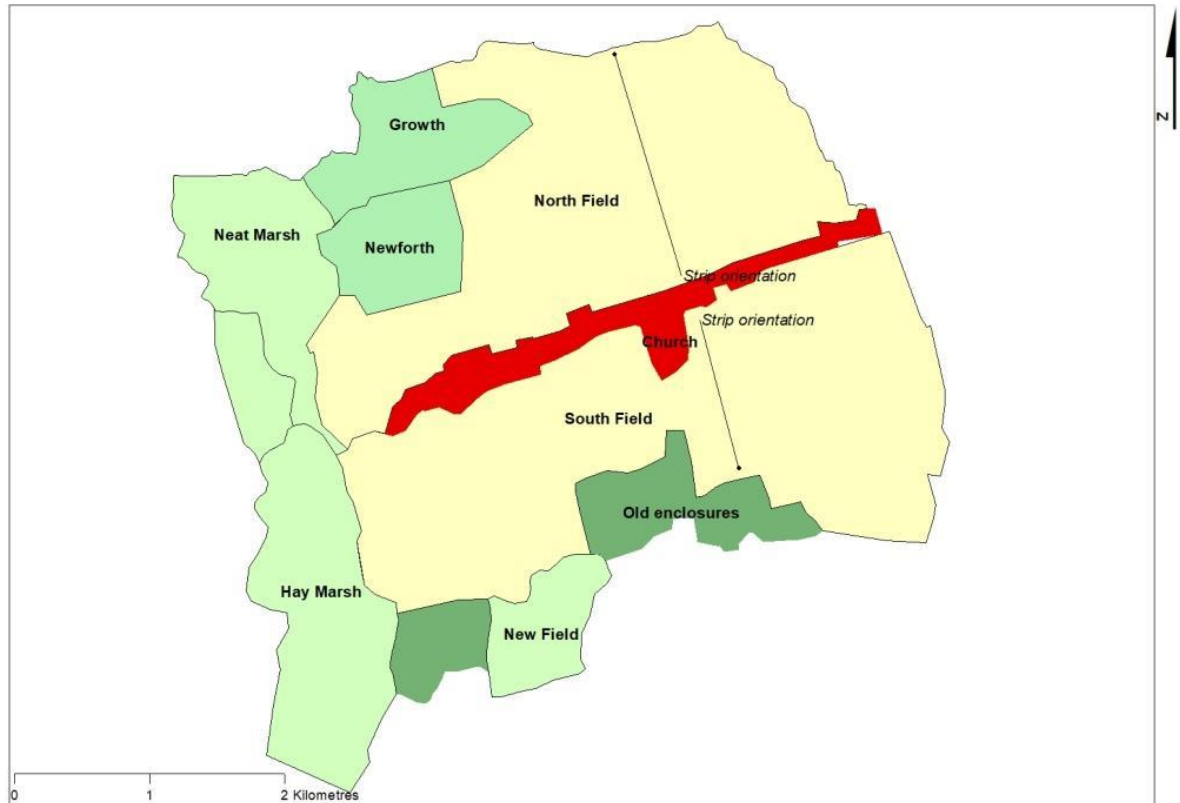 N
Growth
North Field
Neat Marsh
Newforth
Strip orientation
Strip orientation
Church
South Field
Old enclosures
Hay Marsh
New Field
0 1 2 Kilometres